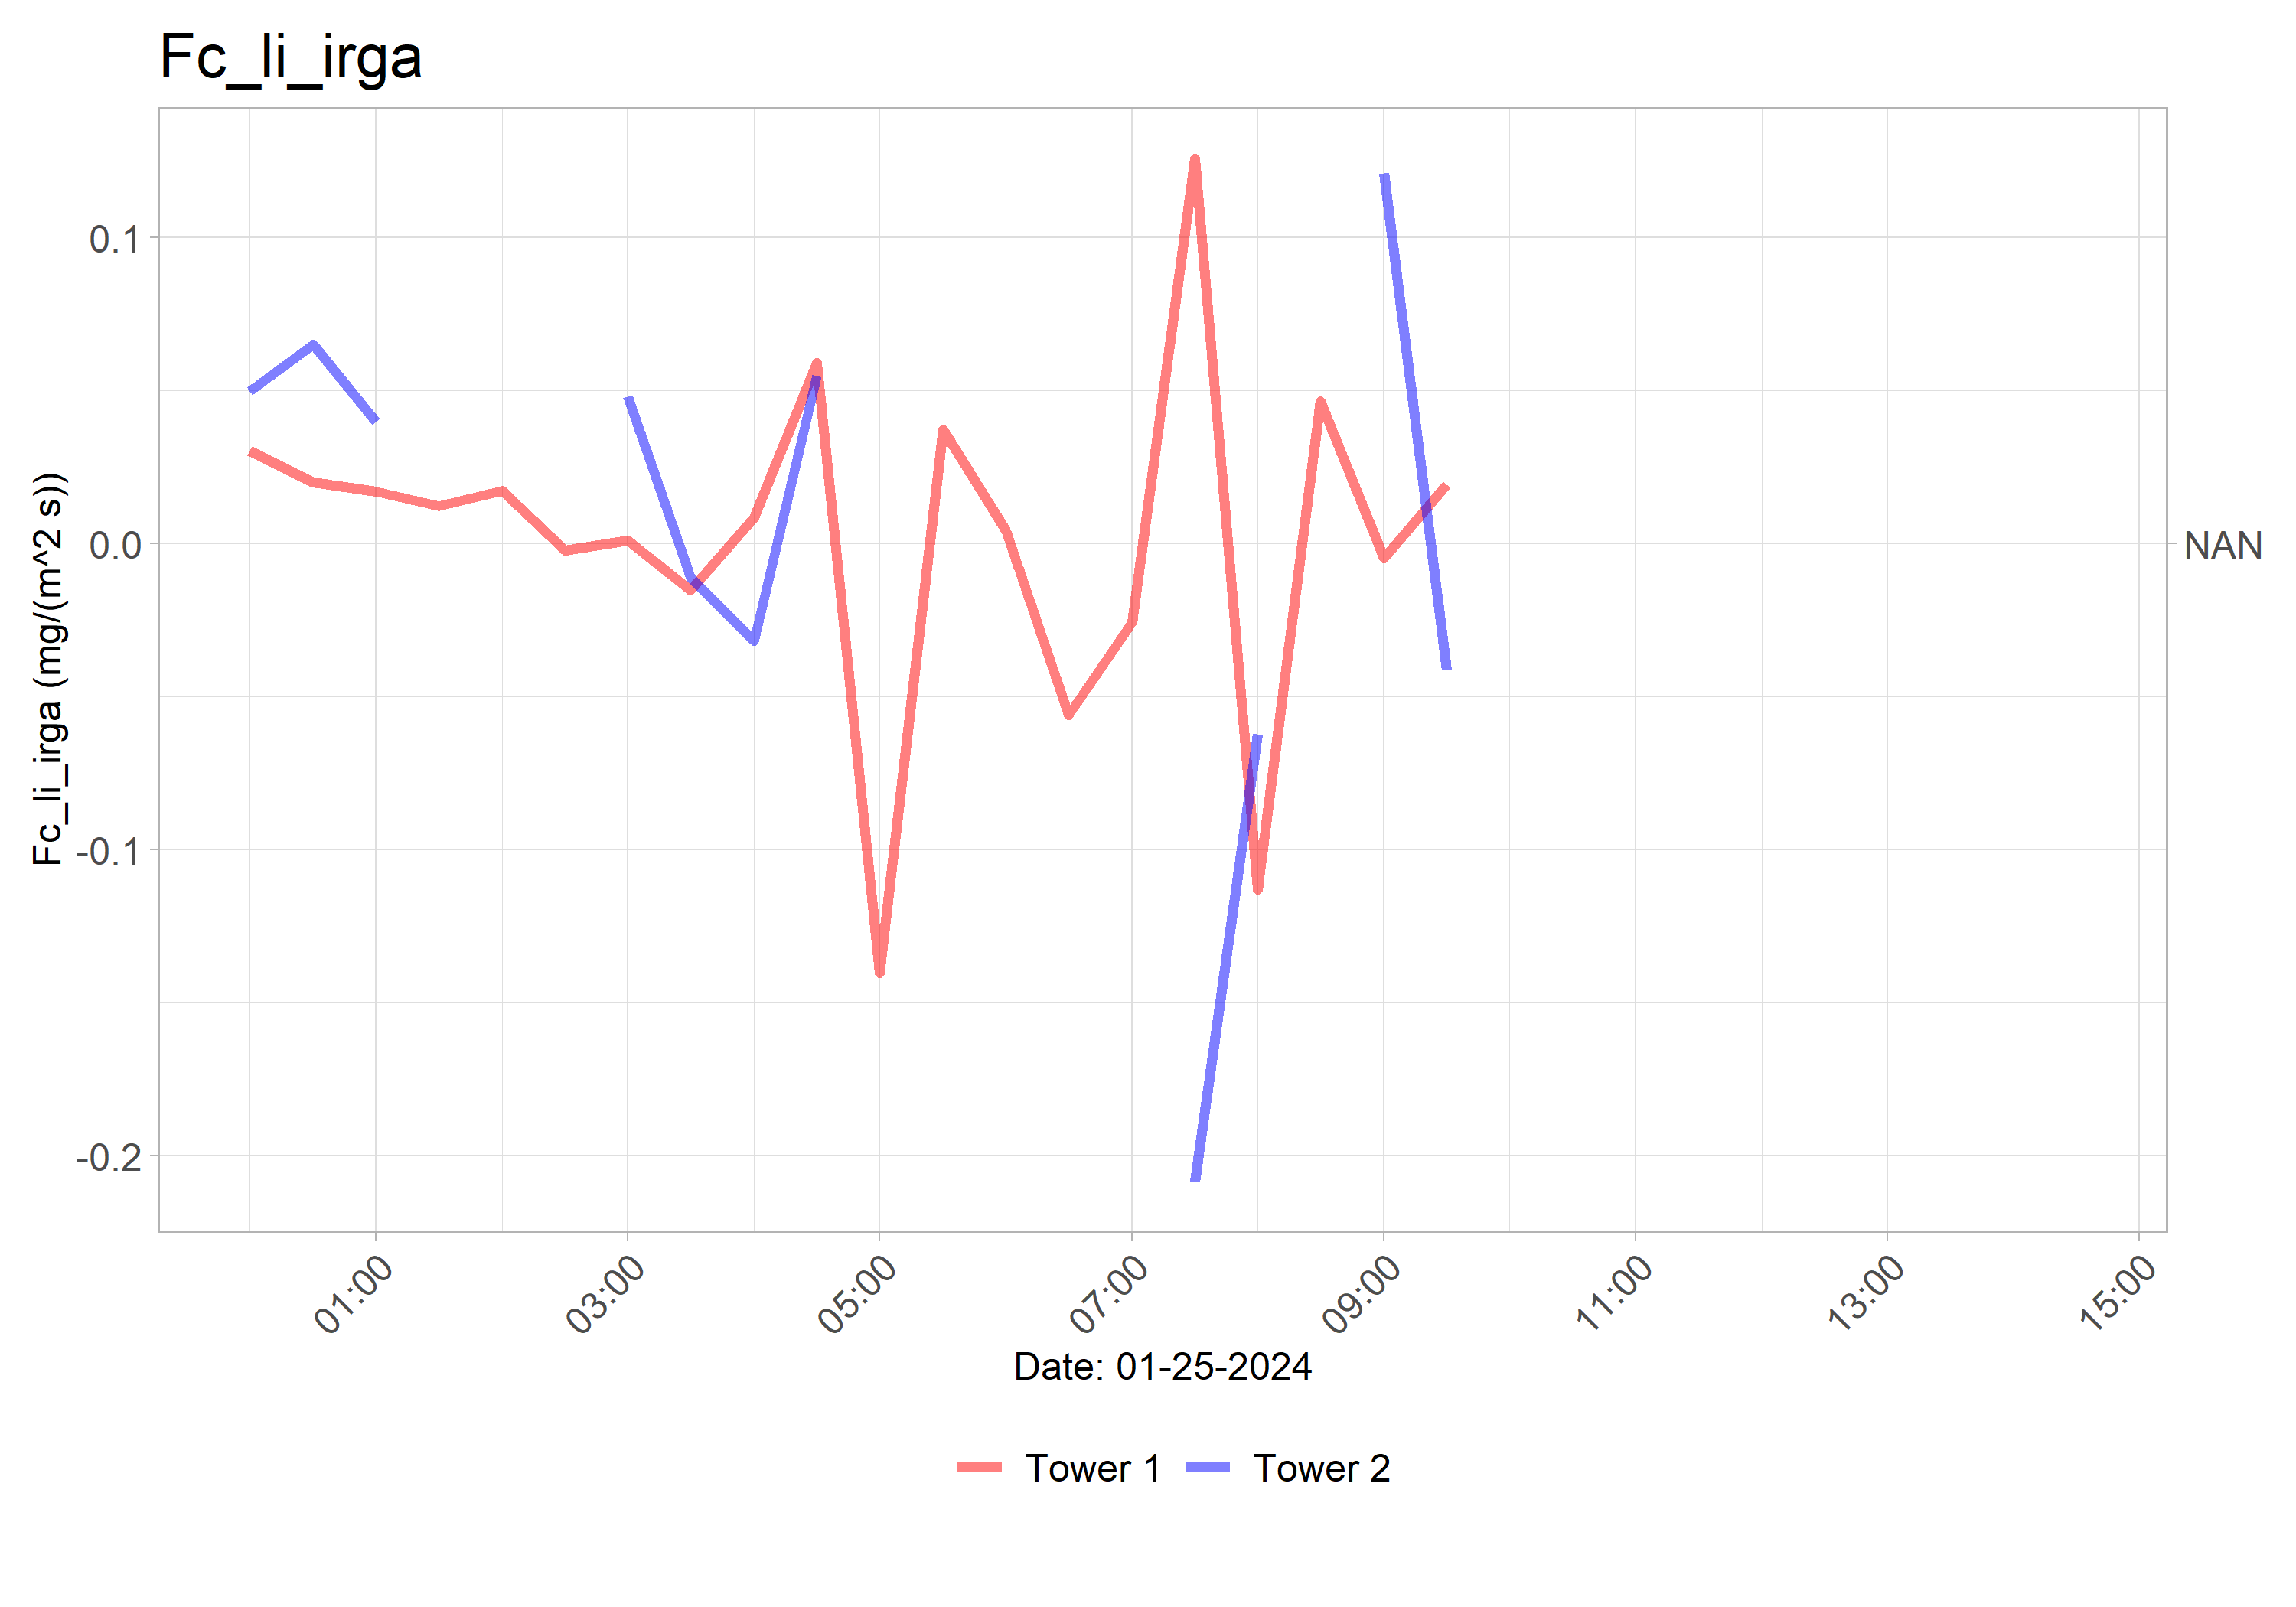 Fc_li_irga
Fc_li_irga (mg/(m^2 s))
0.1
0.0
-0.1
-0.2
NAN
01:00
03:00
05:00
07:00
09:00
11:00
13:00
15:00
Date: 01-25-2024
Tower 1
Tower 2